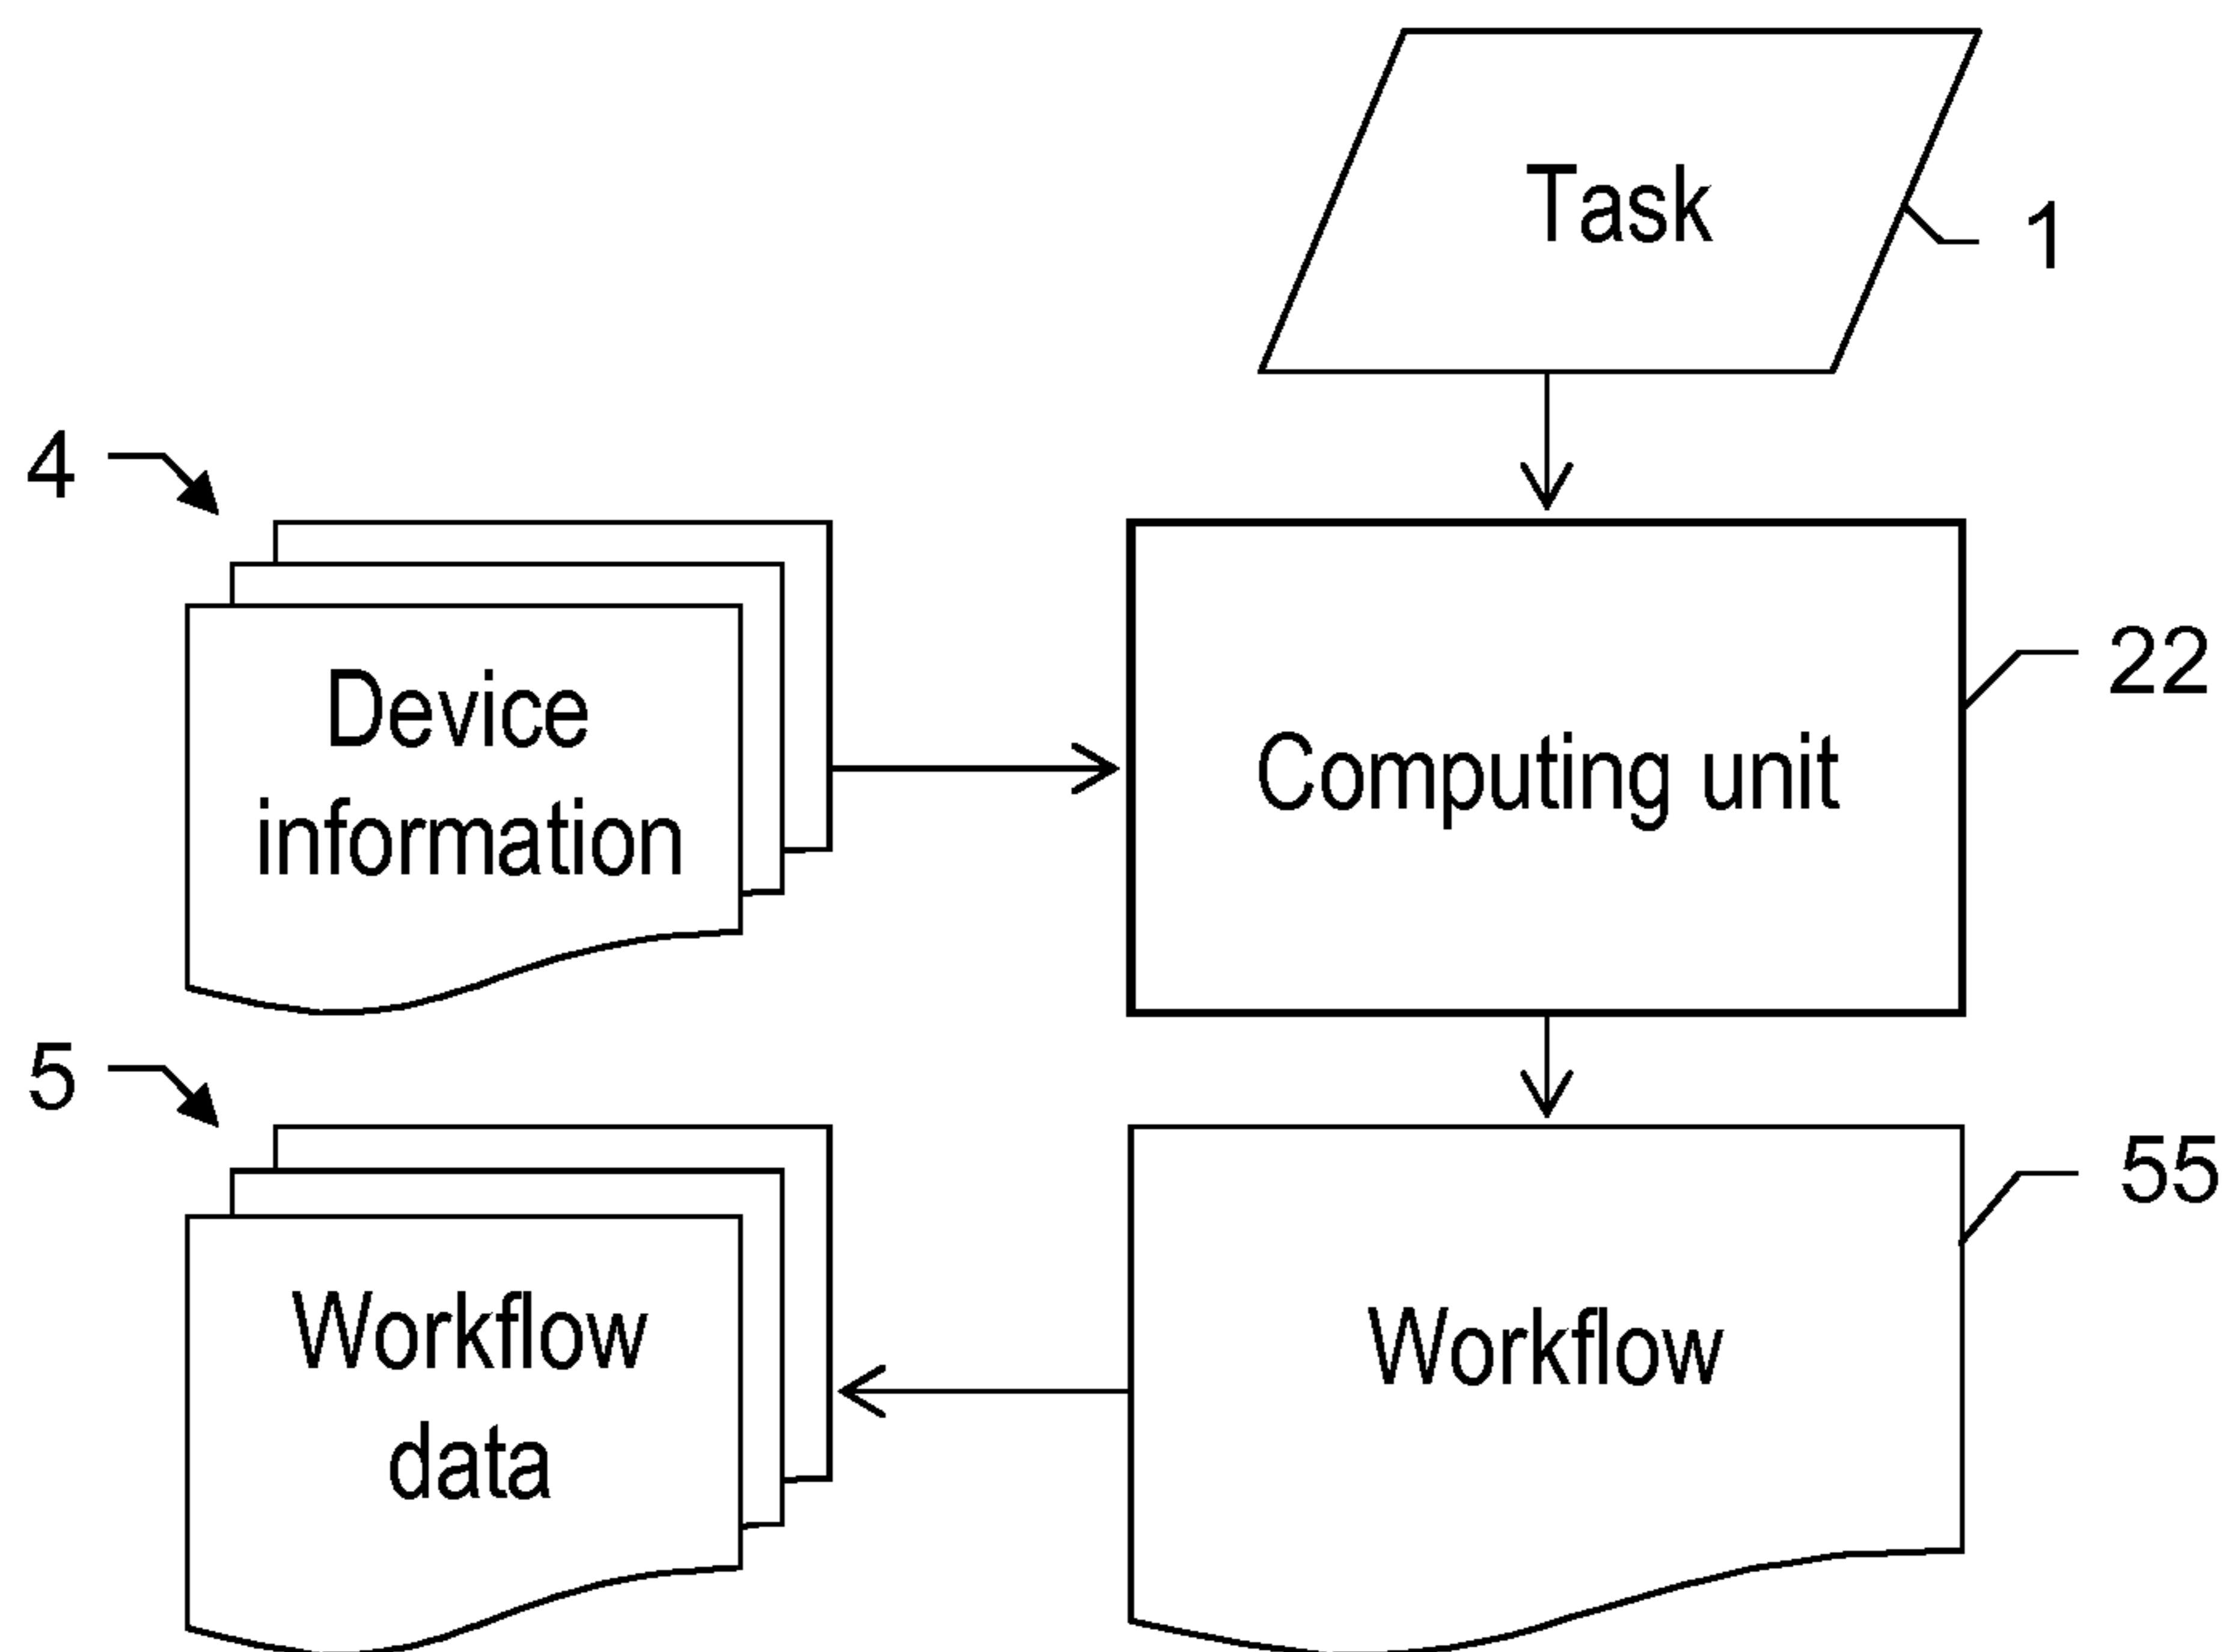 Task
1
4
Device
information
Computing unit
22
5
Workflow
data
Workflow
55